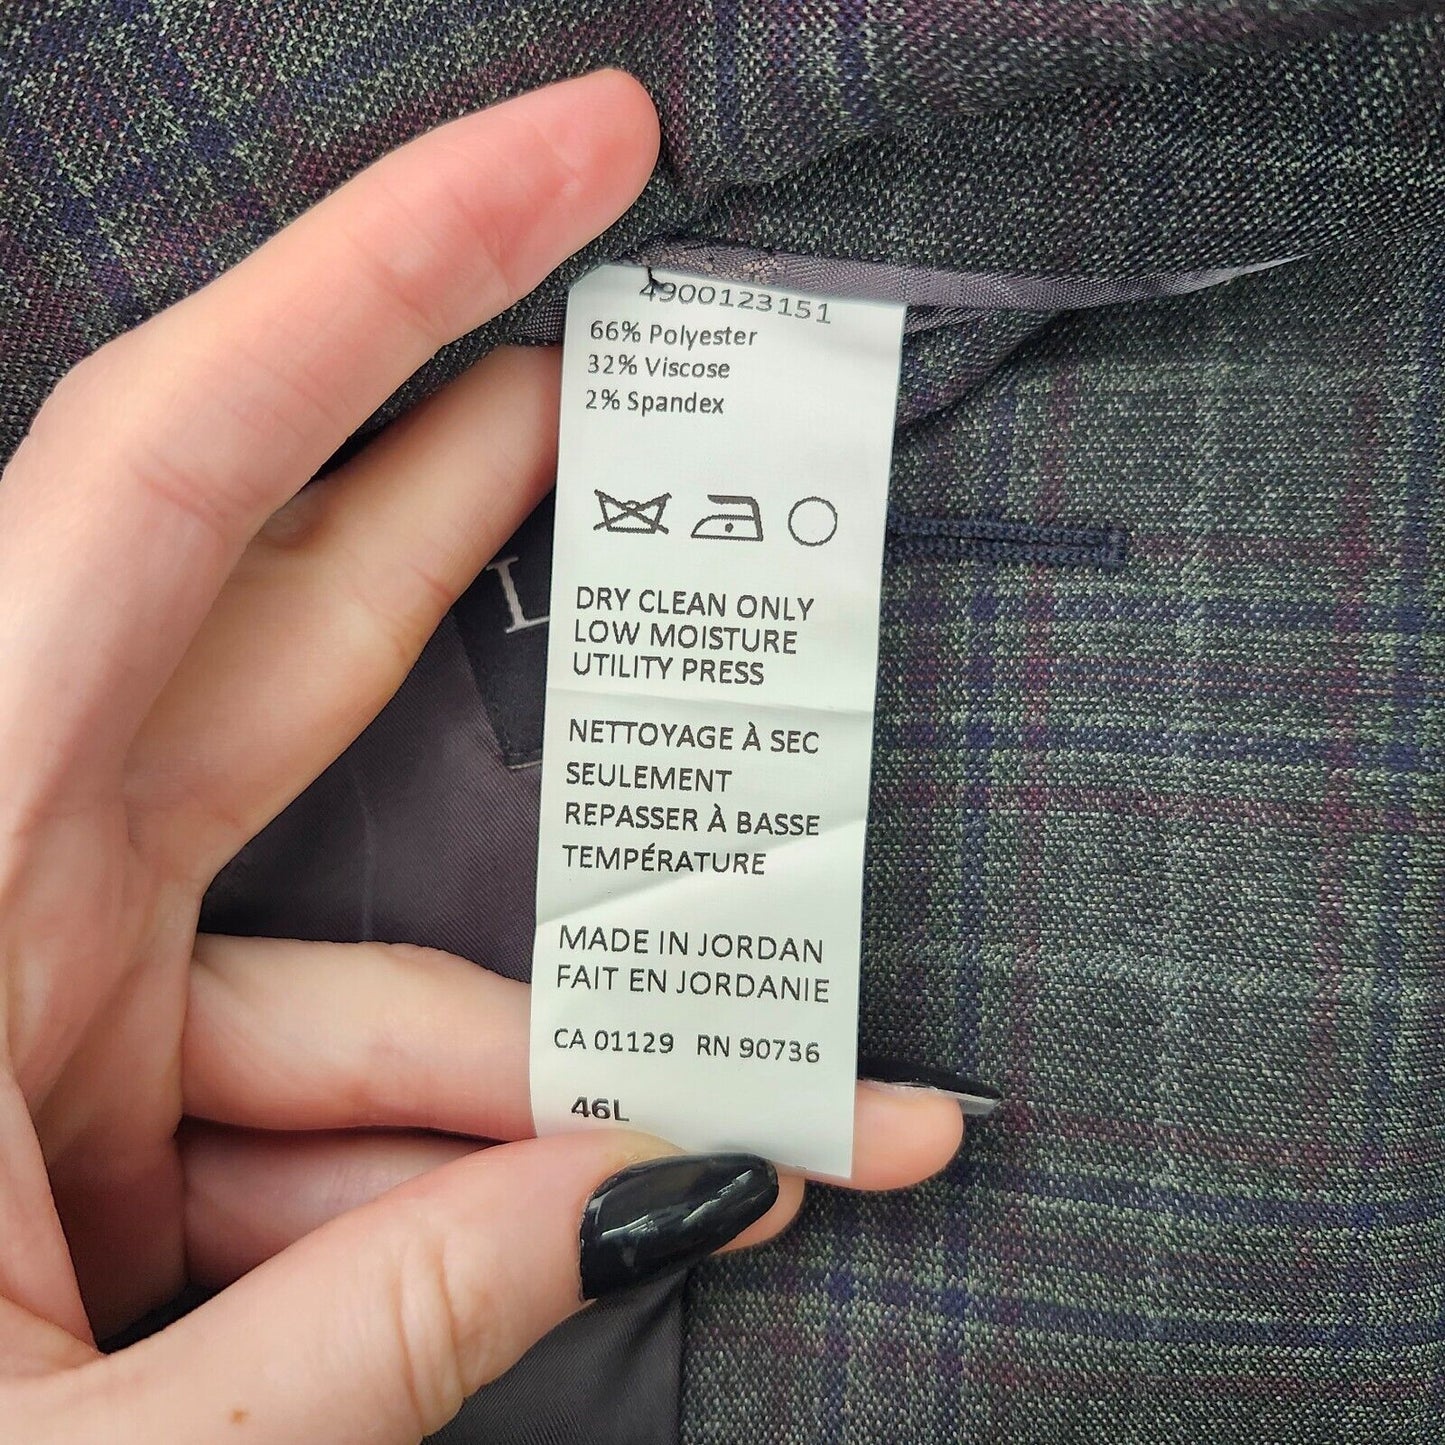 4900123151
66% Polyester
32% Viscose
2% Spandex
DRY CLEAN ONLY
LOW MOISTURE
UTILITY PRESS
NETTOYAGE À SEC
SEULEMENT
REPASSER À BASSE
TEMPÉRATURE
MADE IN JORDAN
FAIT EN JORDANIE
CA 01129 RN 90736
46L
L